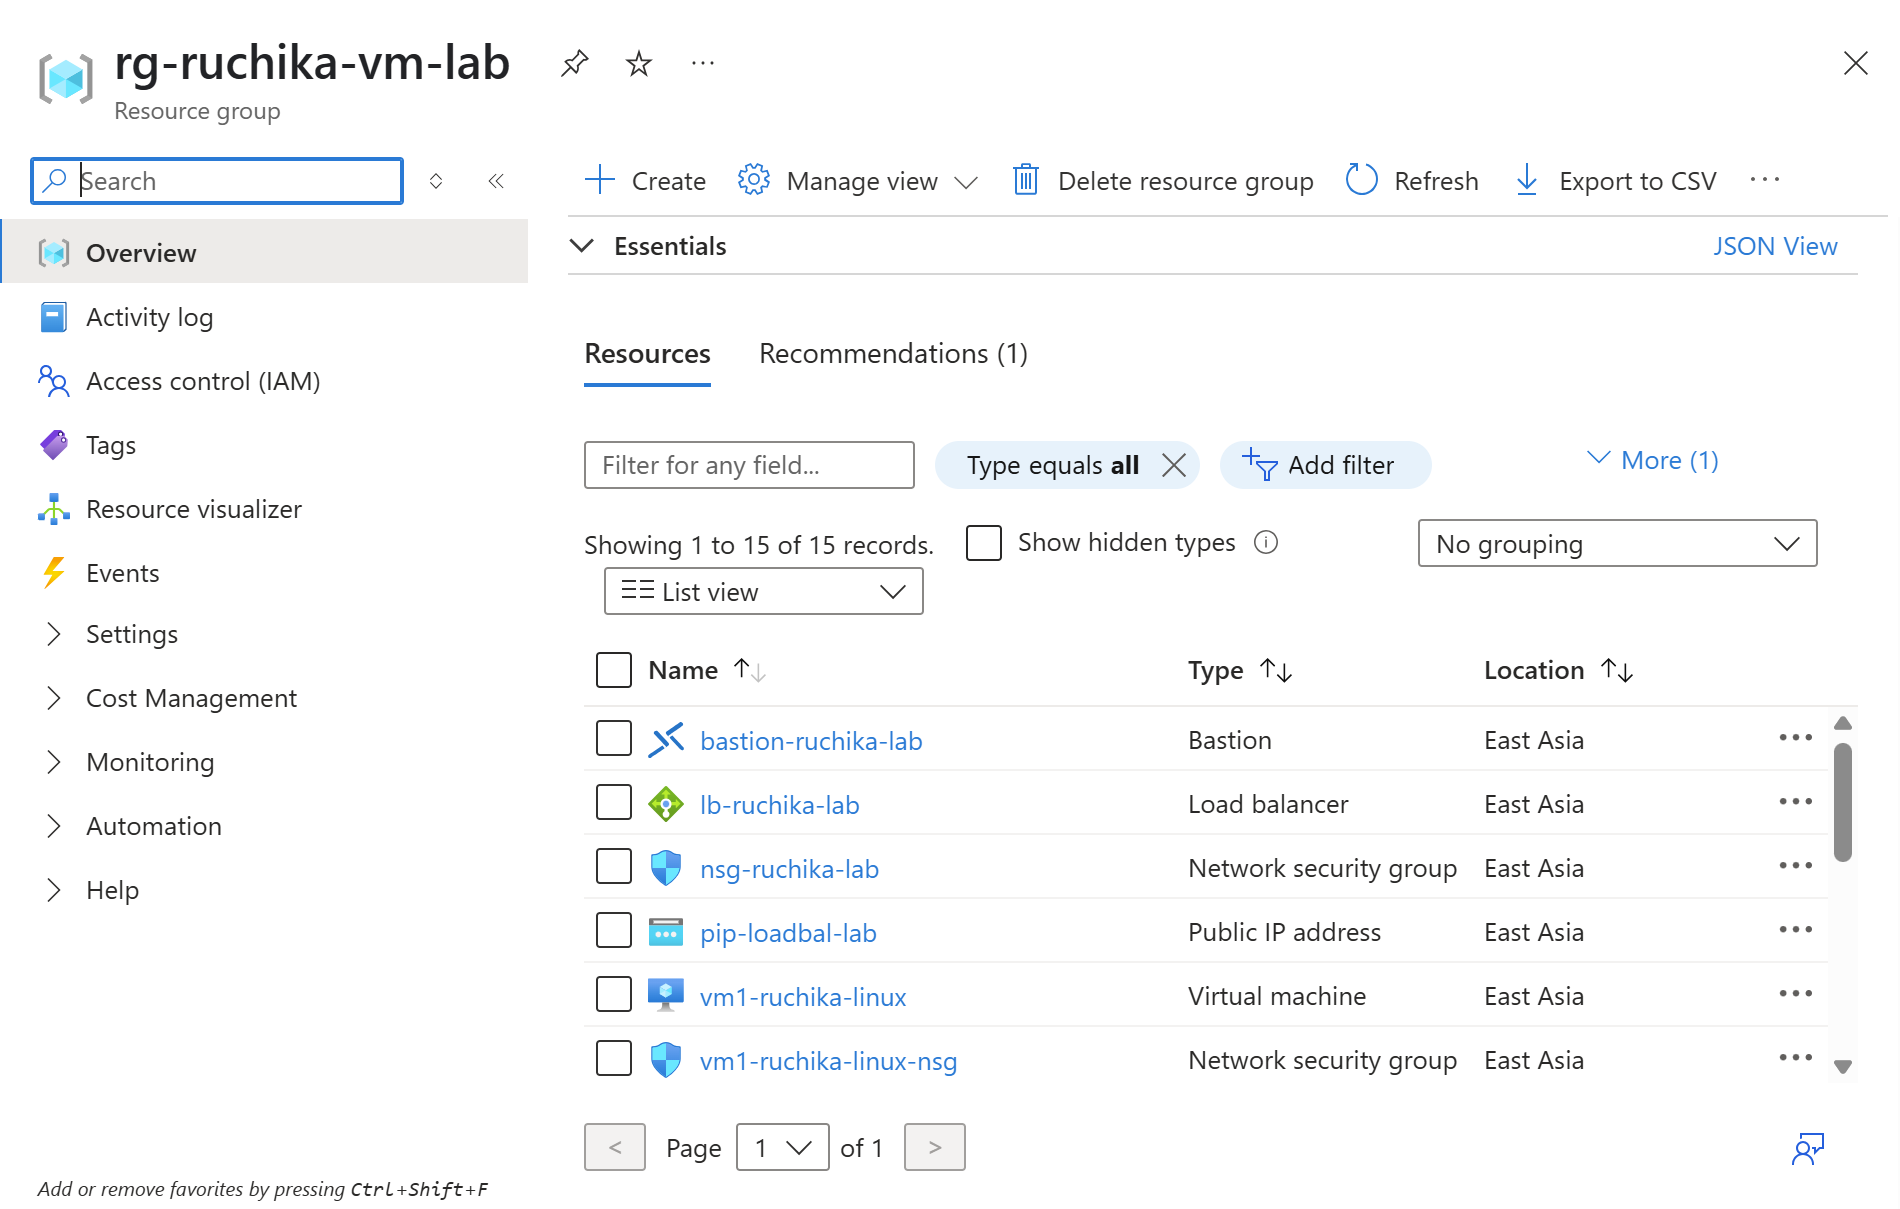 rg-ruchika-vm-lab
Resource group
Search
Overview
Activity log
Access control (IAM)
Tags
Resource visualizer
Events
Settings
Cost Management
Monitoring
Automation
Help
Add or remove favorites by pressing Ctrl+Shift+F
Create Manage view Delete resource group Refresh Export to CSV
Essentials JSON View
Resources Recommendations (1)
Filter for any field... Type equals all Add filter More (1)
Showing 1 to 15 of 15 records. Show hidden types No grouping
List view
Name Type Location
bastion-ruchika-lab Bastion East Asia
lb-ruchika-lab Load balancer East Asia
nsg-ruchika-lab Network security group East Asia
pip-loadbal-lab Public IP address East Asia
vm1-ruchika-linux Virtual machine East Asia
vm1-ruchika-linux-nsg Network security group East Asia
< Page 1 of 1 >